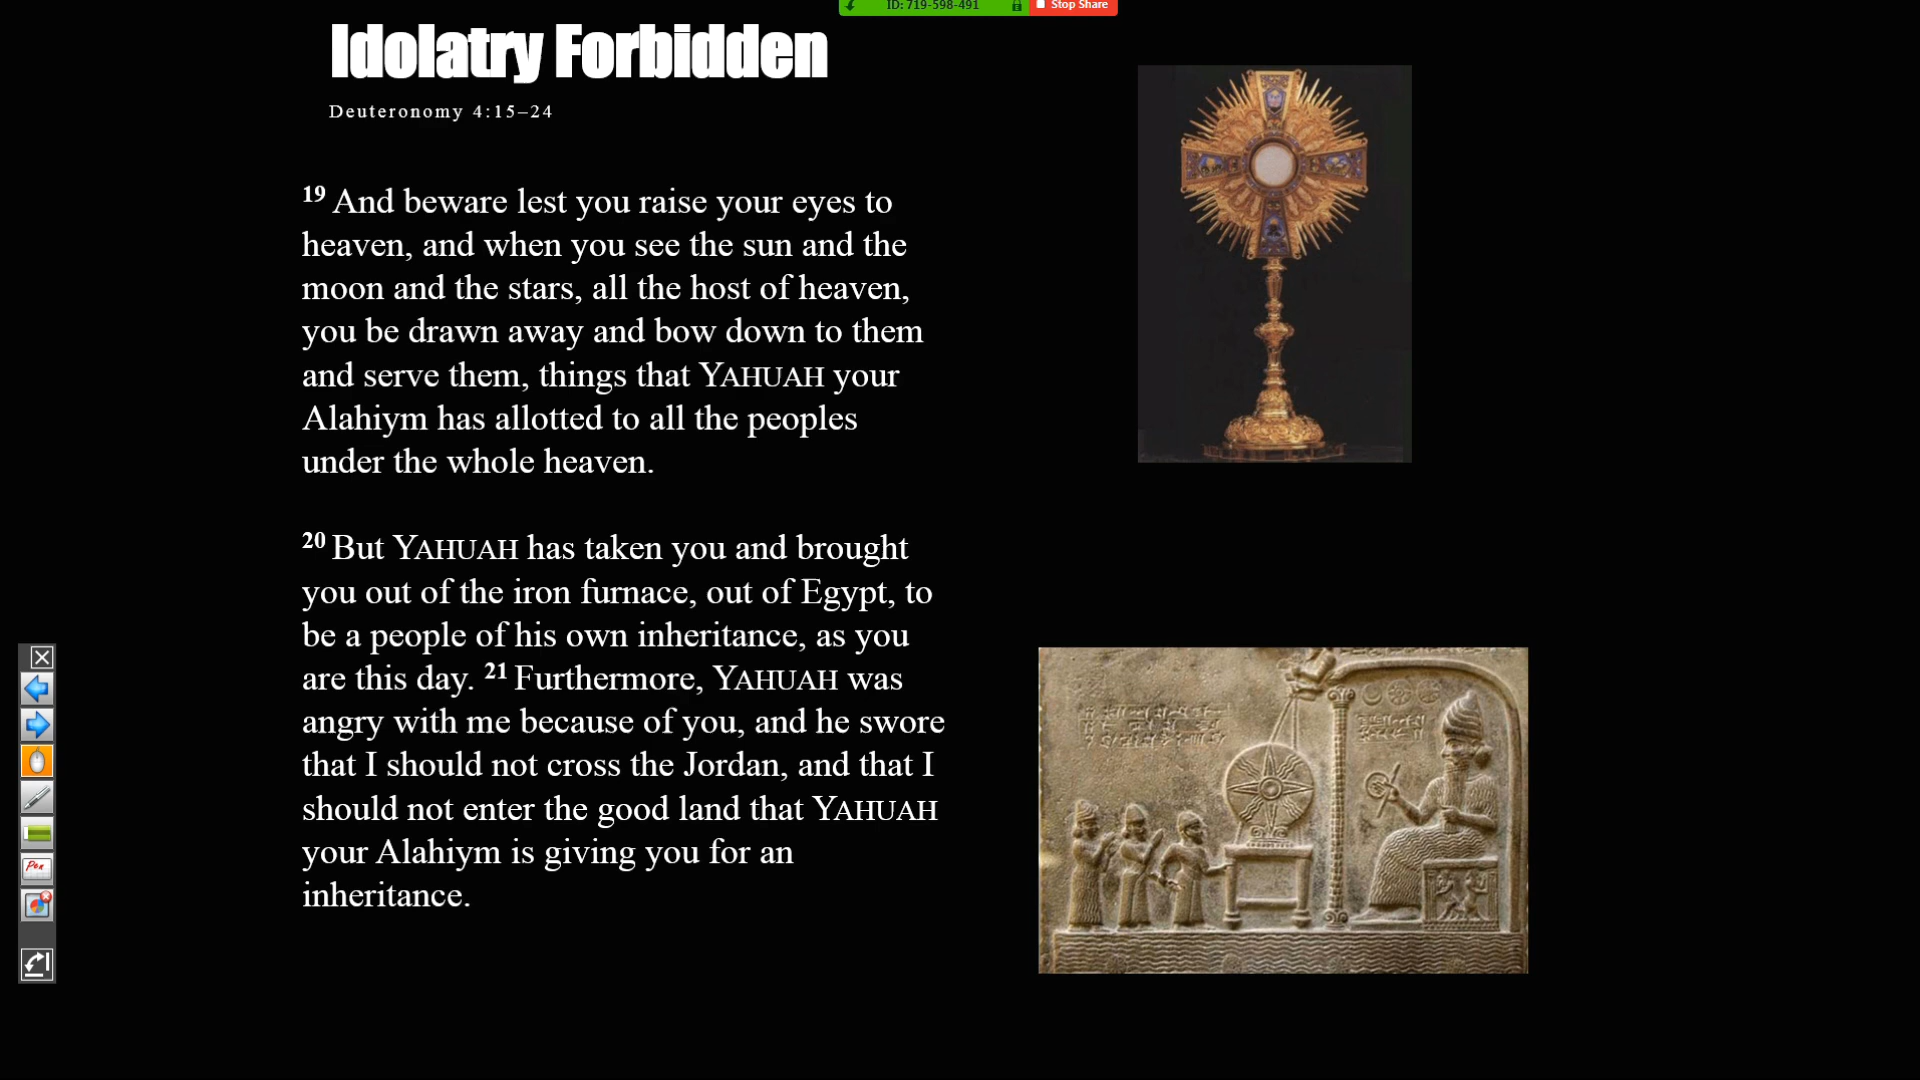 ID: 719-598-491
Stop Share
Idolatry Forbidden
Deuteronomy 4:15–24
19 And beware lest you raise your eyes to
heaven, and when you see the sun and the
moon and the stars, all the host of heaven,
you be drawn away and bow down to them
and serve them, things that YAHUAH your
Alahiym has allotted to all the peoples
under the whole heaven.
20 But YAHUAH has taken you and brought
you out of the iron furnace, out of Egypt, to
be a people of his own inheritance, as you
are this day. 21 Furthermore, YAHUAH was
angry with me because of you, and he swore
that I should not cross the Jordan, and that I
should not enter the good land that YAHUAH
your Alahiym is giving you for an
inheritance.
Pen